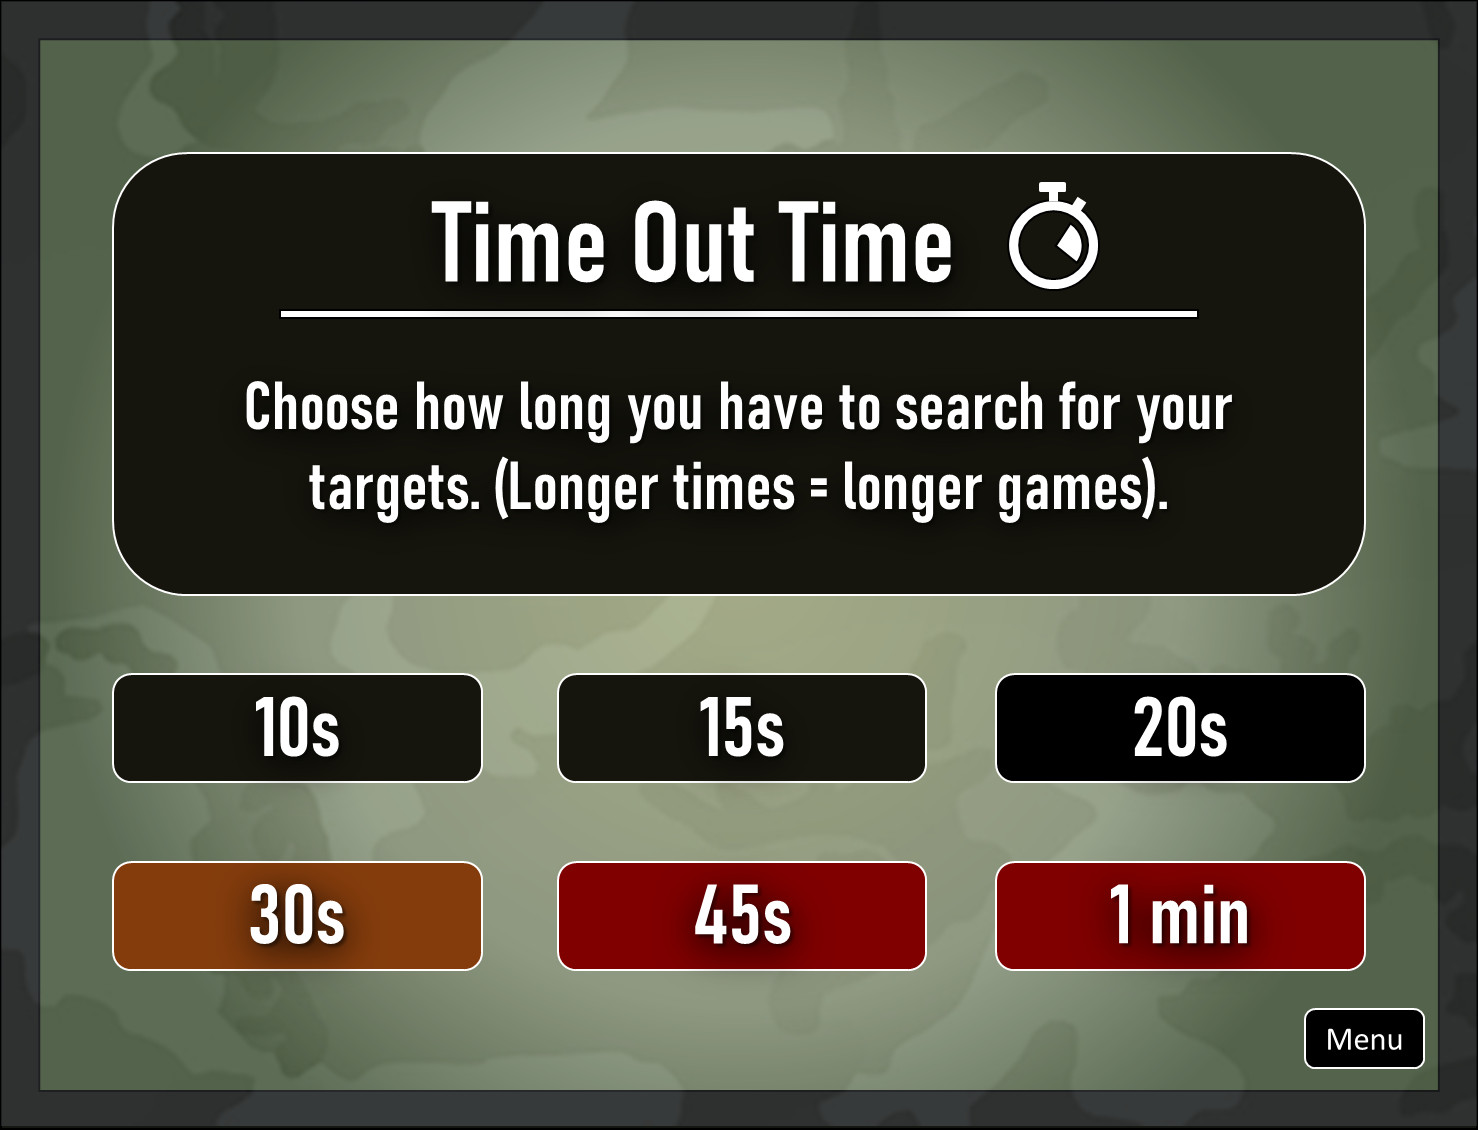 Time Out Time
Choose how long you have to search for your
targets. (Longer times = longer games).
10s
15s
20s
30s
45s
1 min
Menu